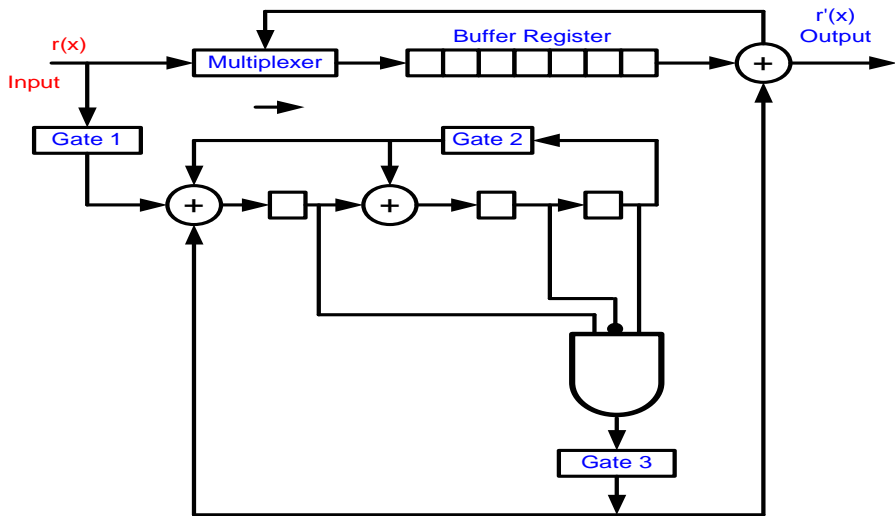 r'(x)
r(x)
Buffer Register
Output
Multiplexer
+
Input
Gate 1
Gate 2
+
+
Gate 3